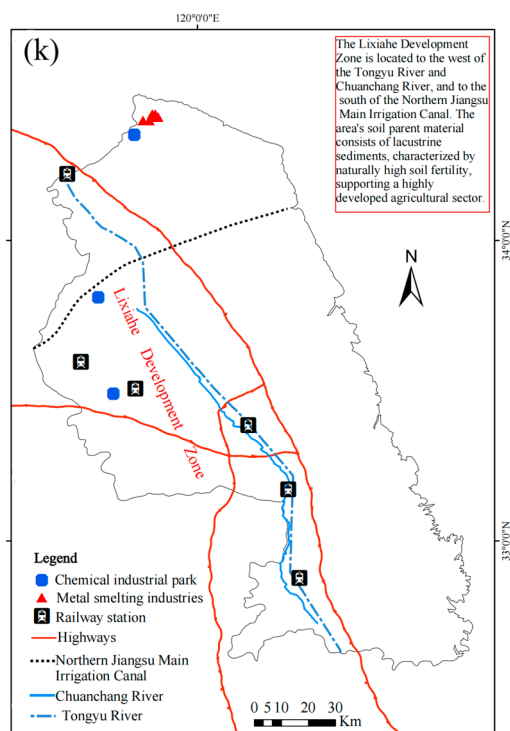 120°0'0"E
(k)
The Lixiahe Development
Zone is located to the west of
the Tongyu River and
Chuanchang River, and to the
south of the Northern Jiangsu
Main Irrigation Canal. The
area's soil parent material
consists of lacustrine
sediments, characterized by
naturally high soil fertility,
supporting a highly
developed agricultural sector.
34°0'0"N
N
Lixiahe Development Zone
33°0'0"N
Legend
Chemical industrial park
Metal smelting industries
Railway station
Highways
Northern Jiangsu Main
Irrigation Canal
Chuanchang River
Tongyu River
0 5 10 20 30
Km